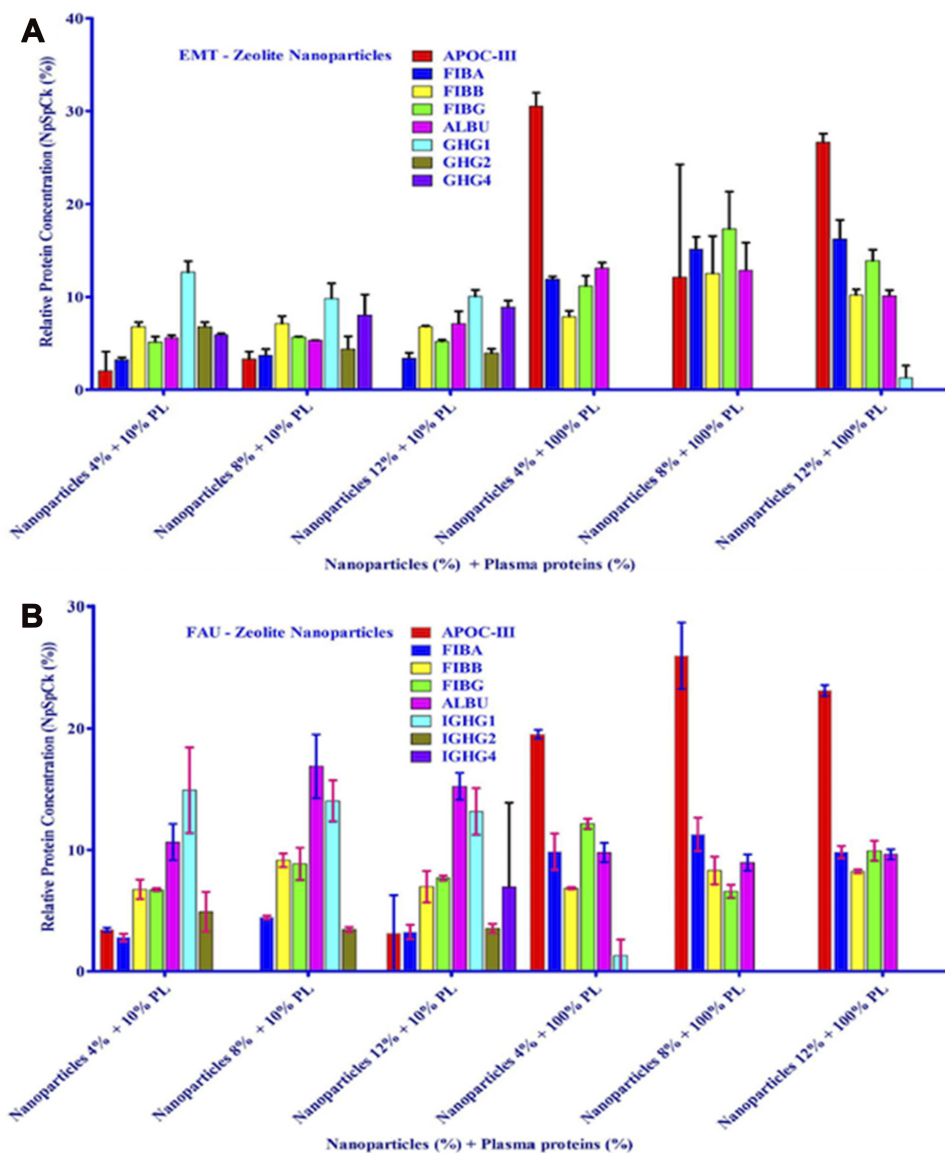 A
Relative Protein Concentration (NpSpCk (%))
40
30
20
10
0
EMT - Zeolite Nanoparticles
APOC-III
FIBA
FIBB
FIBG
ALBU
GHG1
GHG2
GHG4
Nanoparticles 4% + 10% PL
Nanoparticles 8% + 10% PL
Nanoparticles 12% + 10% PL
Nanoparticles 4% + 100% PL
Nanoparticles 8% + 100% PL
Nanoparticles 12% + 100% PL
Nanoparticles (%) + Plasma proteins (%)
B
Relative Protein Concentration (NpSpCk (%))
30
20
10
0
FAU - Zeolite Nanoparticles
APOC-III
FIBA
FIBB
FIBG
ALBU
IGHG1
IGHG2
IGHG4
Nanoparticles 4% + 10% PL
Nanoparticles 8% + 10% PL
Nanoparticles 12% + 10% PL
Nanoparticles 4% + 100% PL
Nanoparticles 8% + 100% PL
Nanoparticles 12% + 100% PL
Nanoparticles (%) + Plasma proteins (%)